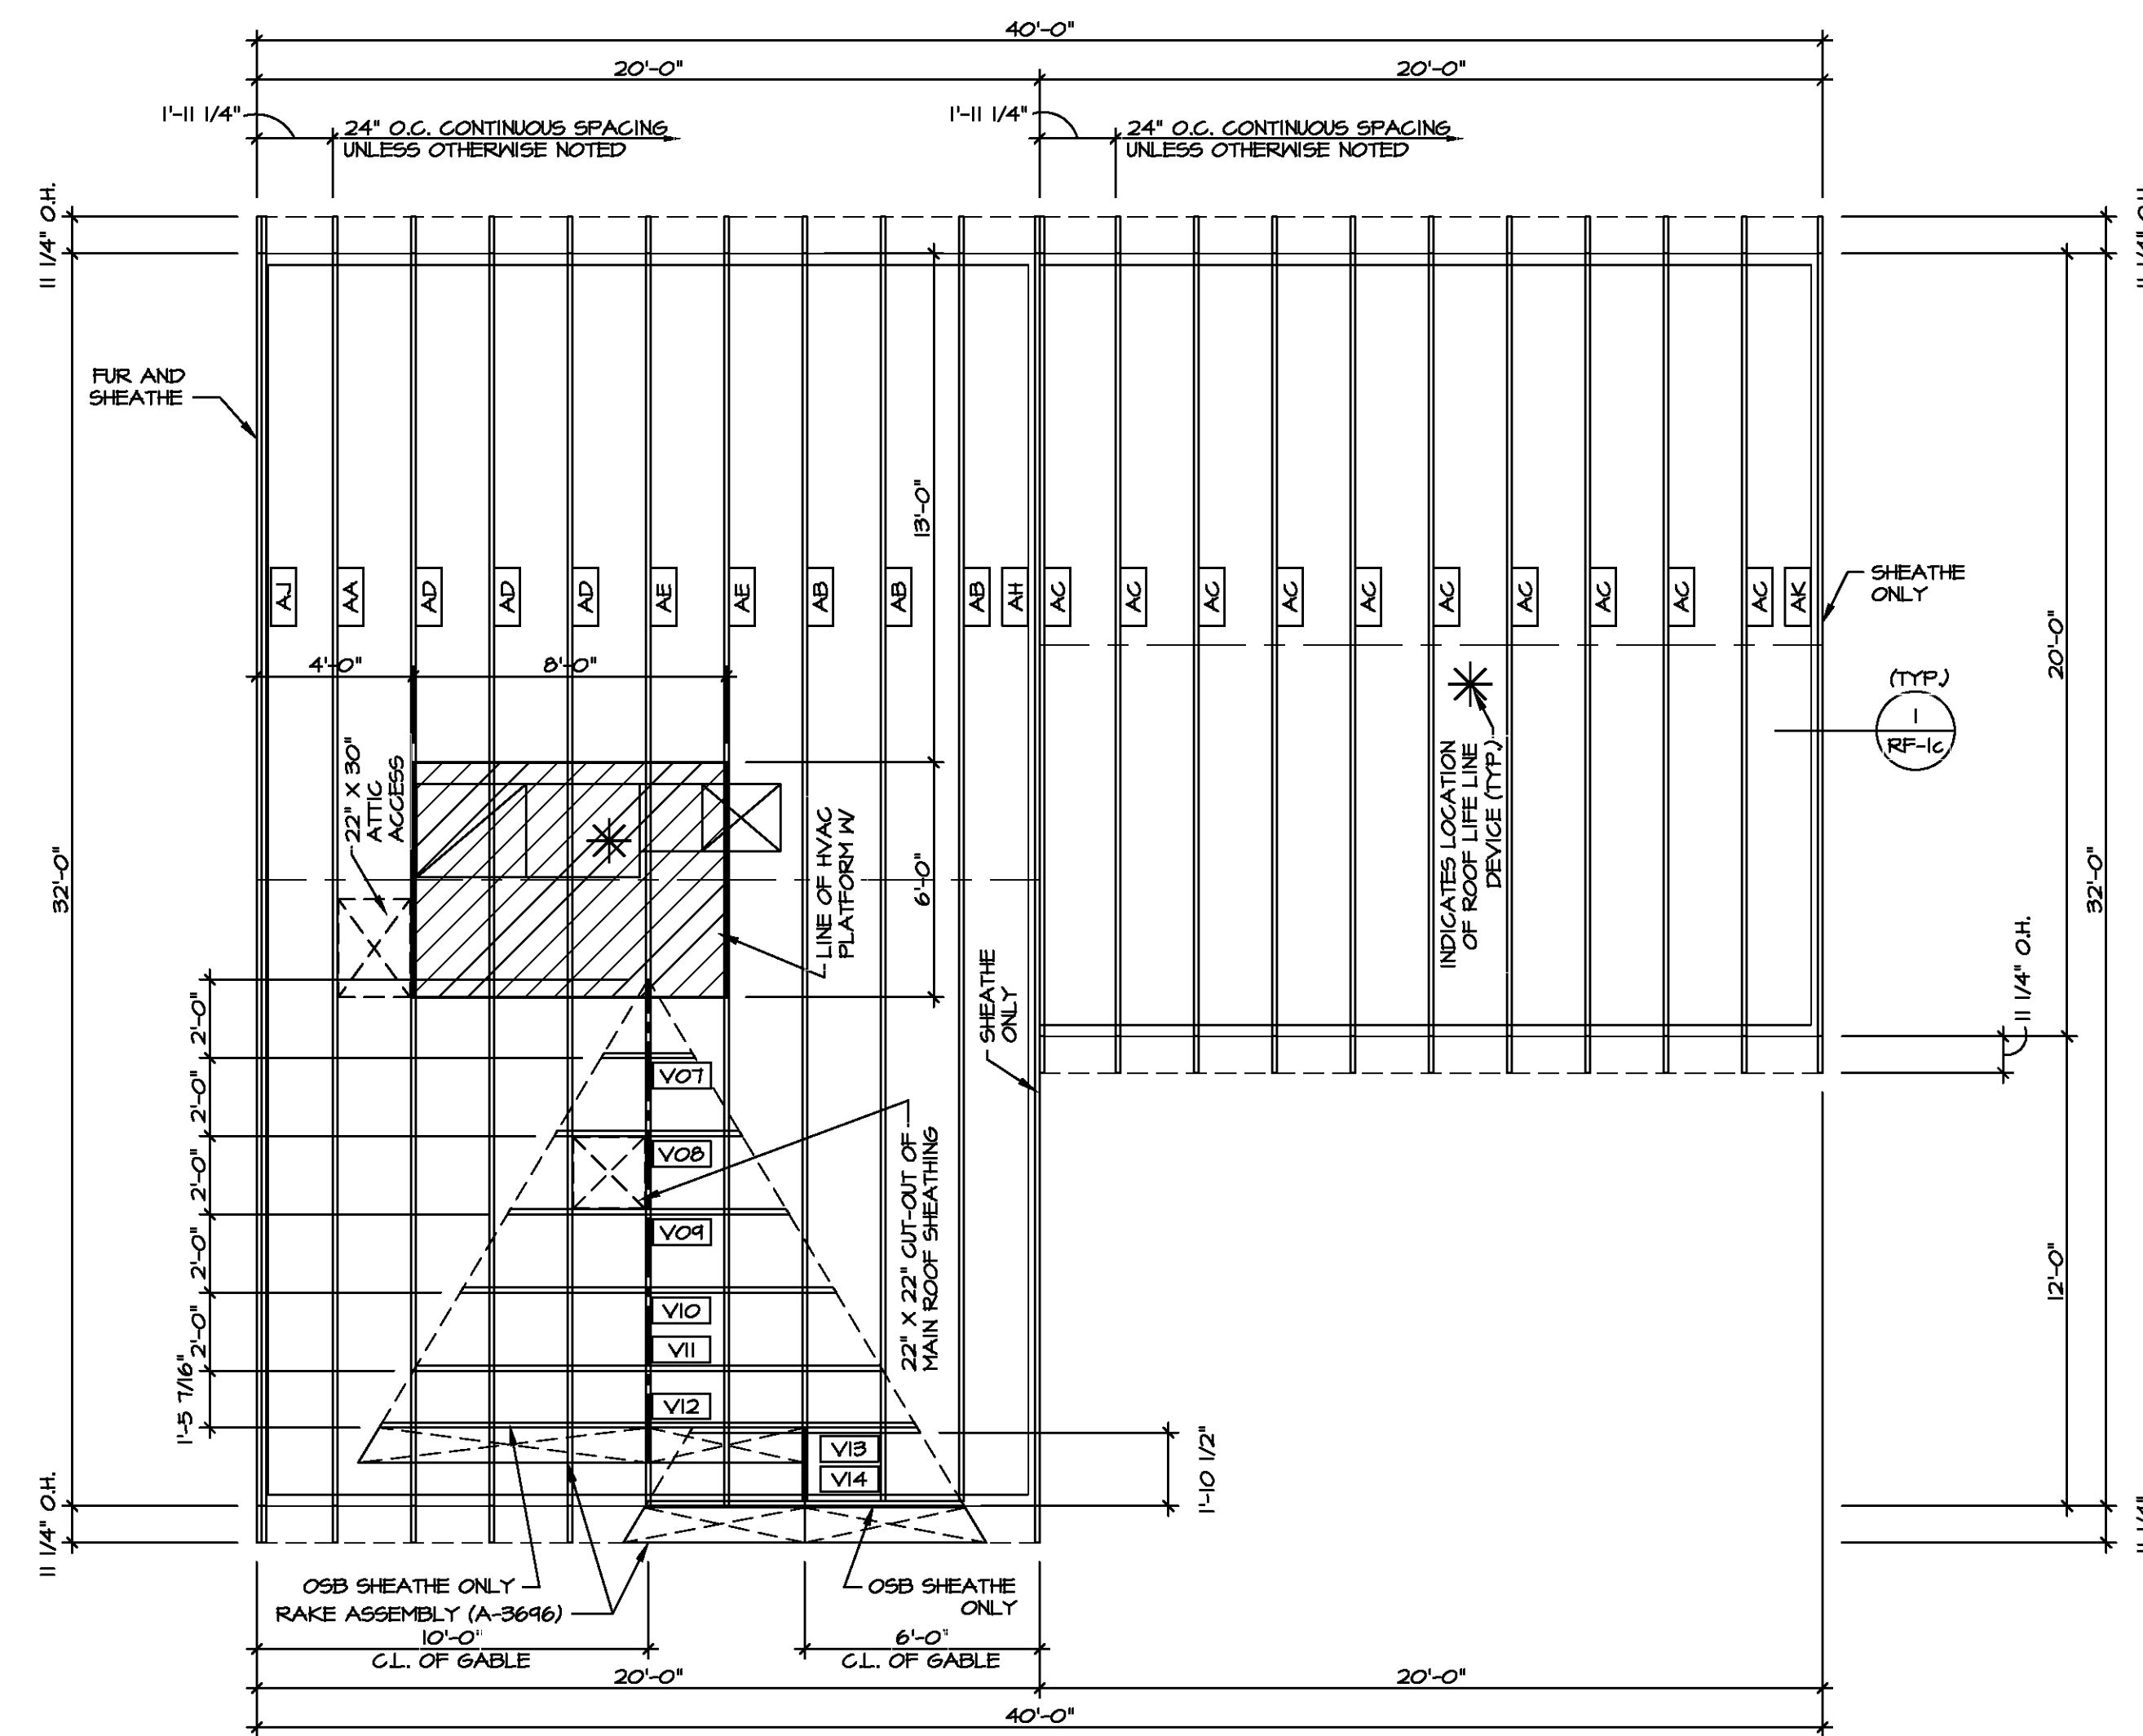 40'-0"
20'-0"
20'-0"
1'-11 1/4"
24" O.C. CONTINUOUS SPACING
UNLESS OTHERWISE NOTED
1'-11 1/4"
24" O.C. CONTINUOUS SPACING
UNLESS OTHERWISE NOTED
11 1/4" O.H.
11 1/4" O.H.
FUR AND
SHEATHE
13'-0"
AJ
AA
AD
AD
AD
AE
AE
AB
AB
AB
AH
AC
AC
AC
AC
AC
AC
AC
AC
AC
AC
AK
SHEATHE
ONLY
4'-0"
8'-0"
20'-0"
(TYP.)
1
RF-1c
22" X 30"
ATTIC
ACCESS
LINE OF HVAC
PLATFORM W/
6'-0"
INDICATES LOCATION
OF ROOF LIFE LINE
DEVICE (TYP.)
32'-0"
32'-0"
11 1/4" O.H.
SHEATHE
ONLY
2'-0"
2'-0"
2'-0"
2'-0"
2'-0"
1'-5 7/16"
V07
V08
V09
V10
V11
V12
V13
V14
22" X 22" CUT-OUT OF
MAIN ROOF SHEATHING
12'-0"
1'-10 1/2"
11 1/4" O.H.
11 1/4"
OSB SHEATHE ONLY
RAKE ASSEMBLY (A-3696)
OSB SHEATHE
ONLY
10'-0"
C.L. OF GABLE
6'-0"
C.L. OF GABLE
20'-0"
20'-0"
40'-0"